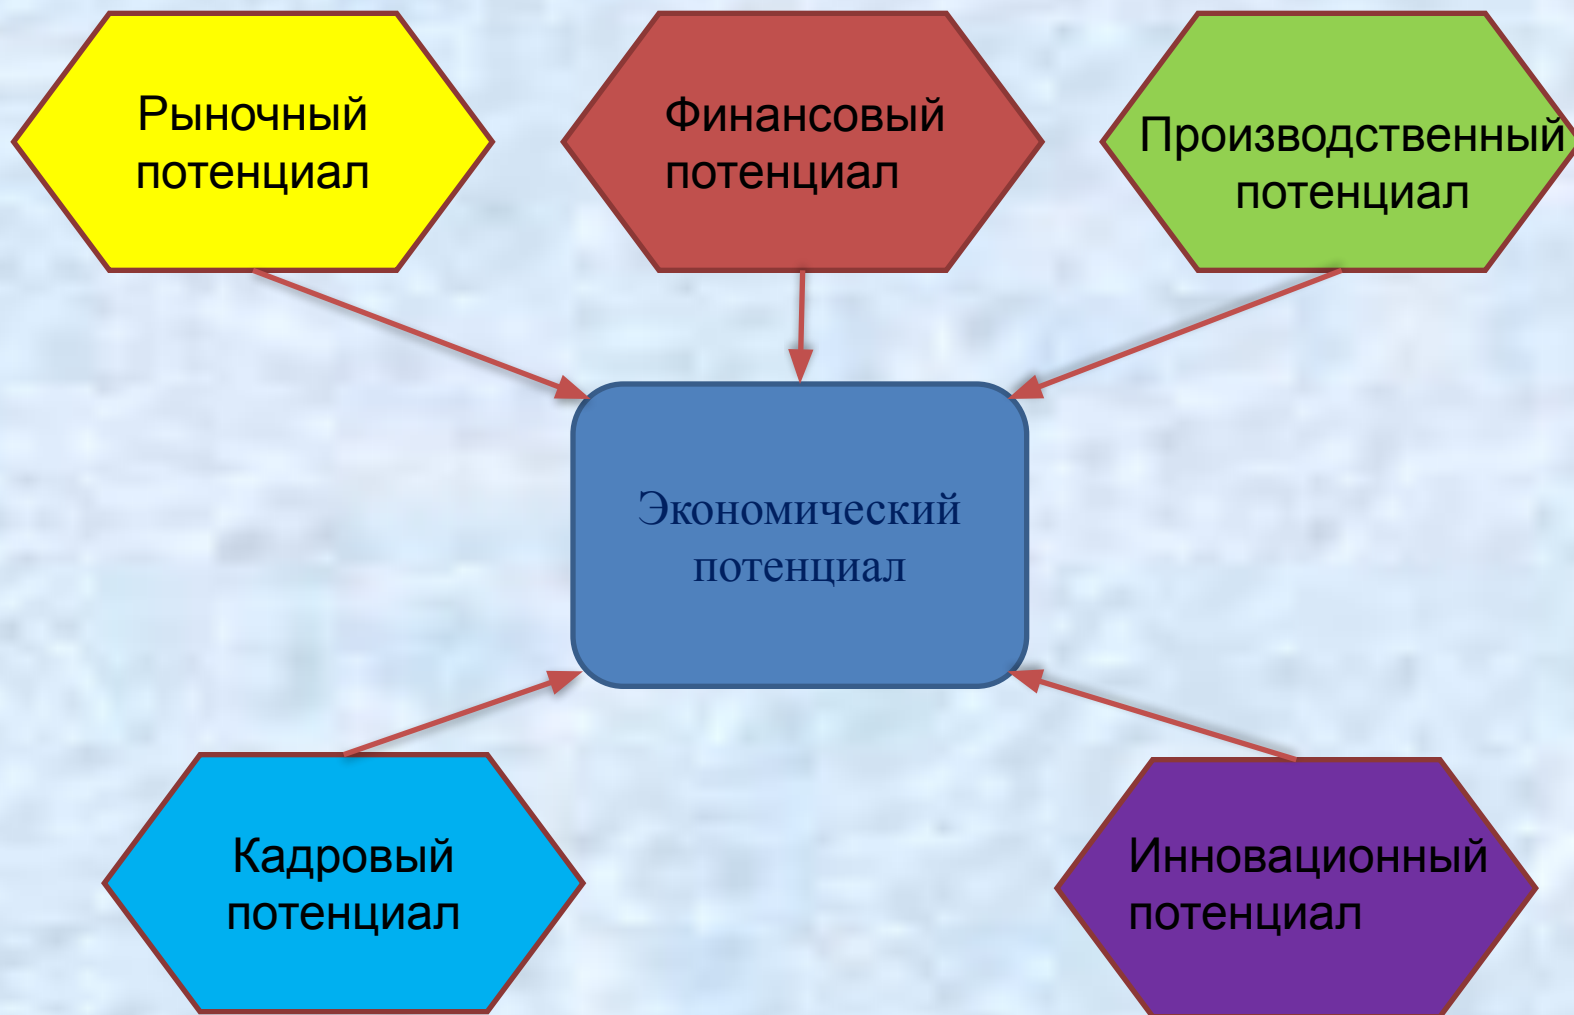 Рыночный
потенциал
Финансовый
потенциал
Производственный
потенциал
Экономический
потенциал
Кадровый
потенциал
Инновационный
потенциал